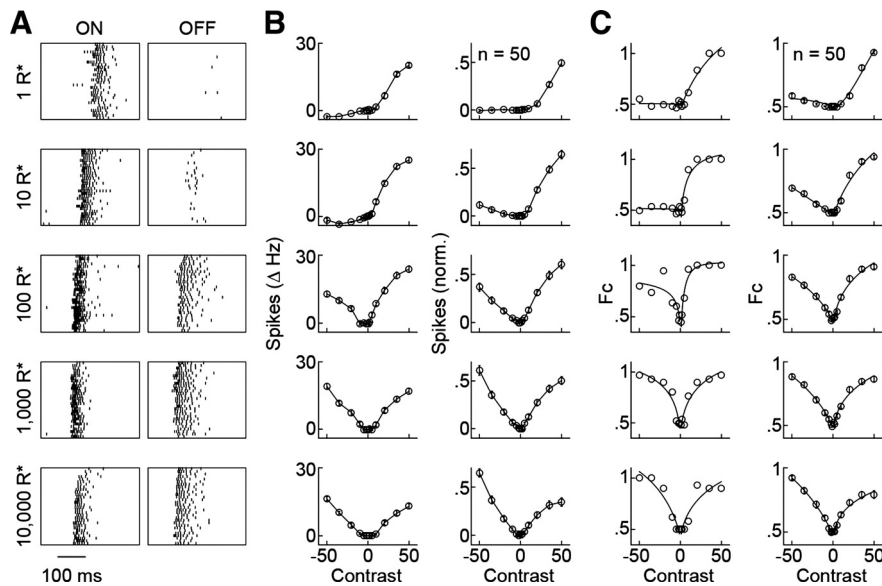 A
ON OFF
1 R*
10 R*
100 R*
1,000 R*
10,000 R*
100 ms
B
n = 50
Spikes (Δ Hz)
30
0
30
0
30
0
30
0
30
0
-50 0 50
Contrast
Spikes (norm.)
.5
0
.5
0
.5
0
.5
0
.5
0
-50 0 50
Contrast
C
n = 50
Fc
1
.5
1
.5
1
.5
1
.5
1
.5
-50 0 50
Contrast
Fc
1
.5
1
.5
1
.5
1
.5
1
.5
-50 0 50
Contrast